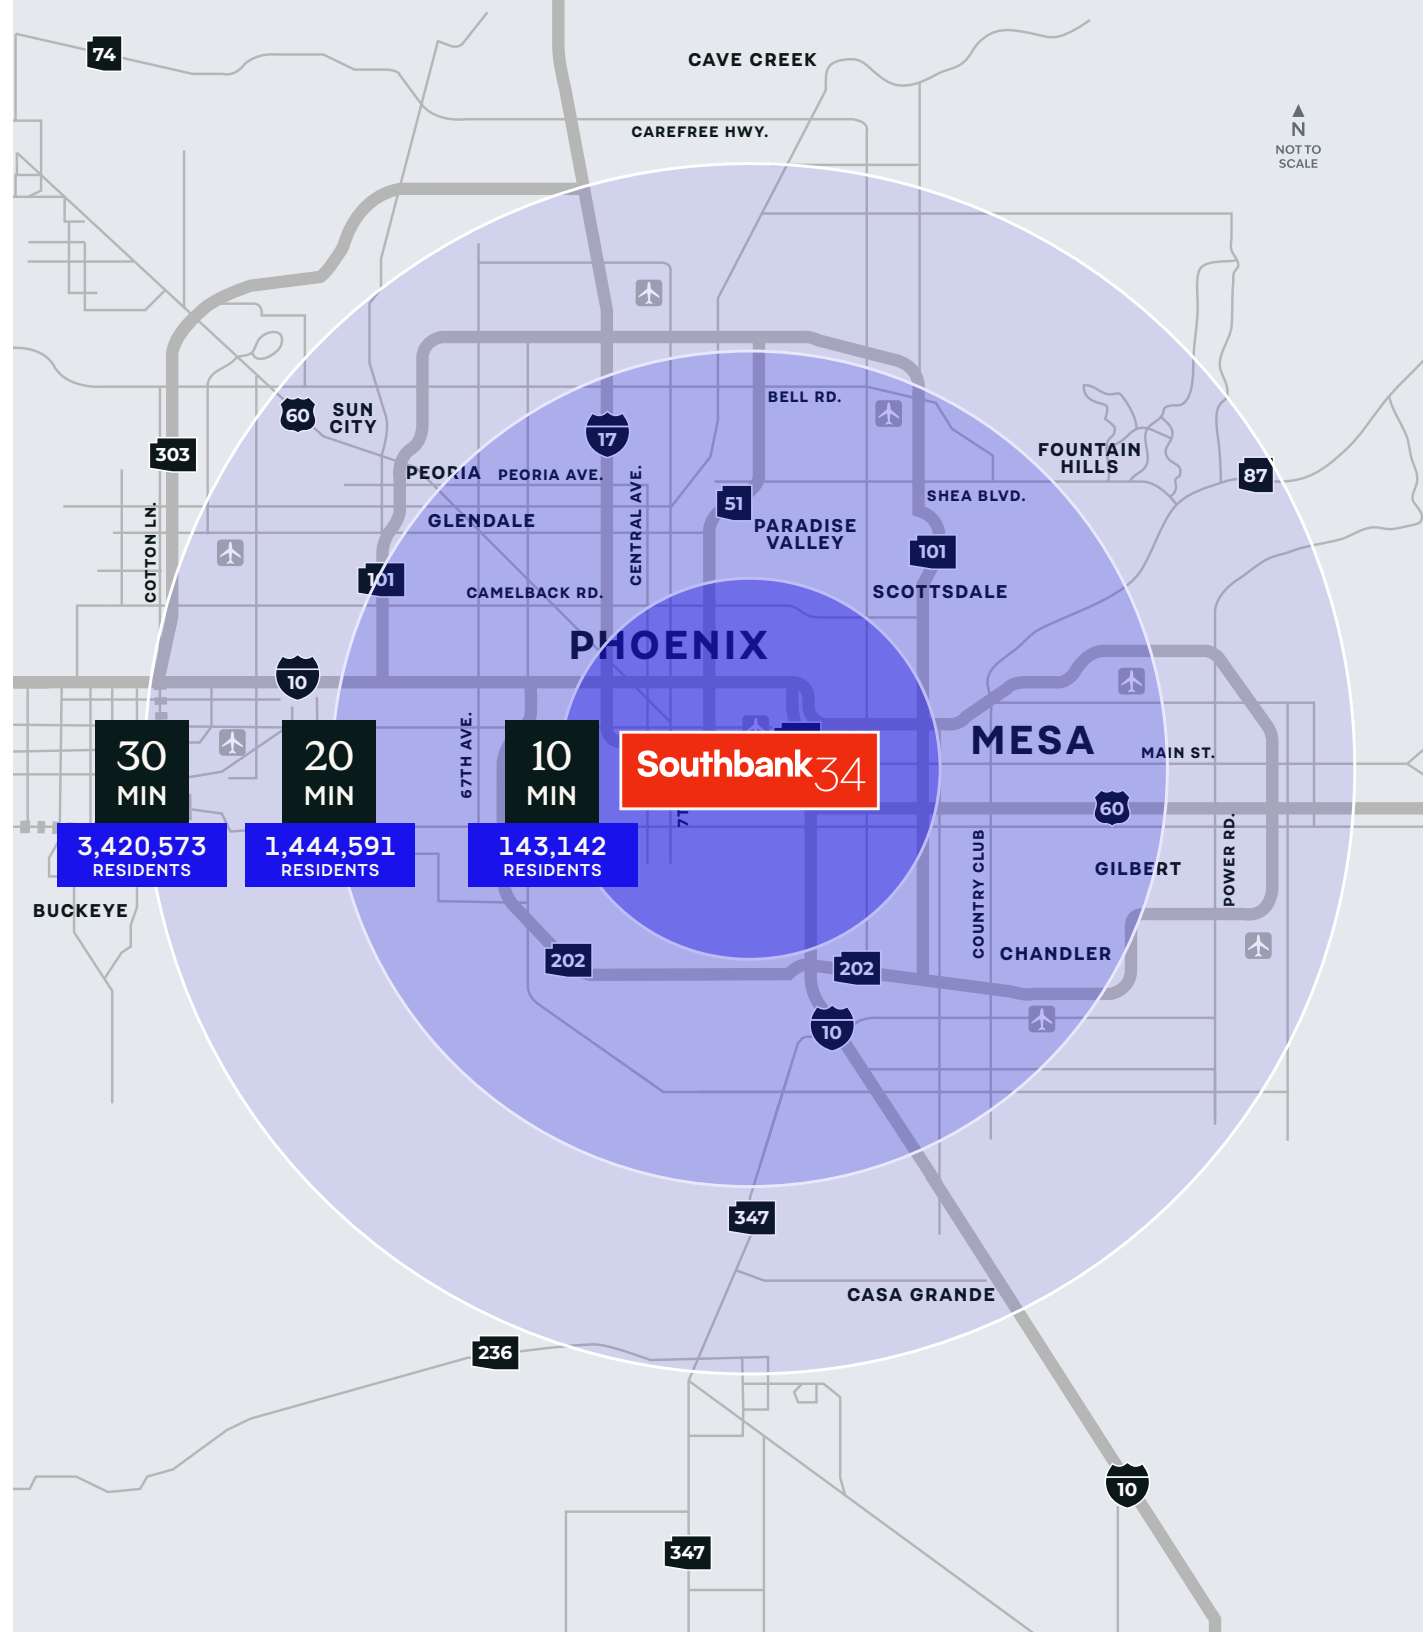 74
CAVE CREEK
CAREFREE HWY.
N
NOT TO
SCALE
BELL RD.
60
SUN
CITY
17
303
PEORIA
PEORIA AVE.
CENTRAL AVE.
FOUNTAIN
HILLS
87
SHEA BLVD.
51
GLENDALE
PARADISE
VALLEY
COTTON LN.
101
101
CAMELBACK RD.
SCOTTSDALE
PHOENIX
10
67TH AVE.
MESA
MAIN ST.
30
MIN
3,420,573
RESIDENTS
20
MIN
1,444,591
RESIDENTS
10
MIN
143,142
RESIDENTS
Southbank34
60
POWER RD.
COUNTRY CLUB
GILBERT
BUCKEYE
CHANDLER
202
202
10
347
CASA GRANDE
236
10
347